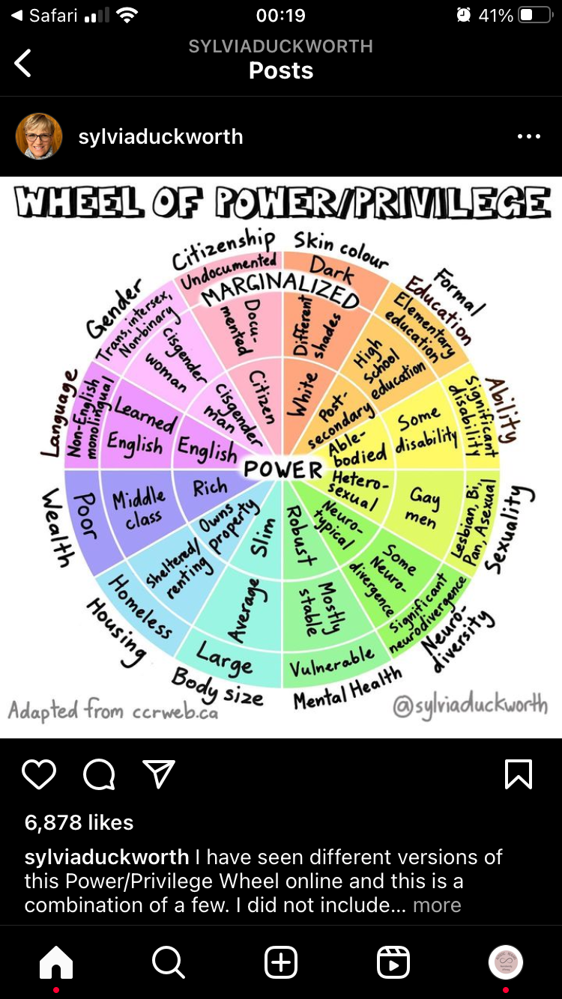 Safari
00:19
41%
SYLVIADUCKWORTH
Posts
sylviaduckworth
WHEEL OF POWER/PRIVILEGE
Citizenship
Undocumented
Docu-
mented
Citizen
Skin colour
Dark
Different
shades
White
Formal
Education
Elementary
education
High
School
education
Post-
secondary
Ability
Significant
disability
Some
disability
Able-
bodied
Sexuality
Lesbian, Bi,
Pan, Asexual
Gay
men
Hetero-
sexual
Neuro-
diversity
Significant
neurodivergence
Some
Neuro-
divergence
Neuro-
typical
Mental Health
Vulnerable
Mostly
stable
Robust
Body size
Large
Average
Slim
Housing
Homeless
Sheltered/
renting
Owns
property
Wealth
Poor
Middle
class
Rich
Language
Non-English
monolingual
Learned
English
English
Gender
Trans, intersex,
Nonbinary
cisgender
woman
cisgender
man
MARGINALIZED
POWER
Adapted from ccrweb.ca
@sylviaduckworth
6,878 likes
sylviaduckworth I have seen different versions of
this Power/Privilege Wheel online and this is a
combination of a few. I did not include... more